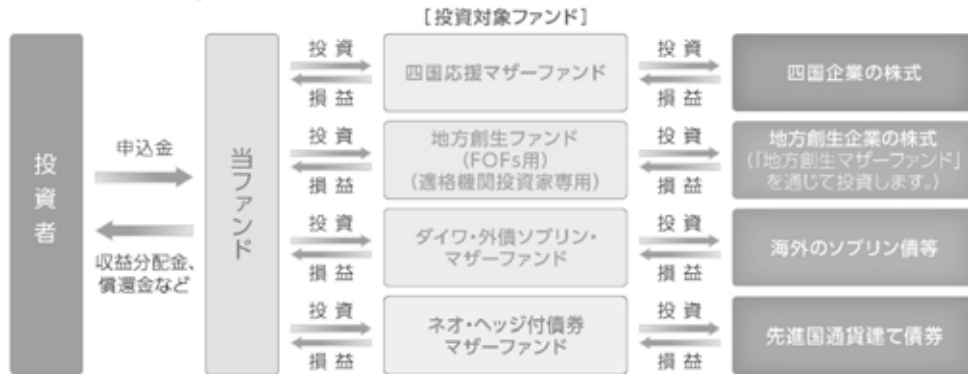 [投資対象ファンド]
投資者
申込金
収益分配金、
償還金など
当ファンド
投資
損益
四国応援マザーファンド
投資
損益
四国企業の株式
投資
損益
地方創生ファンド
(FOFs用)
(適格機関投資家専用)
投資
損益
地方創生企業の株式
(「地方創生マザーファンド」
を通じて投資します。)
投資
損益
ダイワ・外債ソブリン・
マザーファンド
投資
損益
海外のソブリン債等
投資
損益
ネオ・ヘッジ付債券
マザーファンド
投資
損益
先進国通貨建て債券